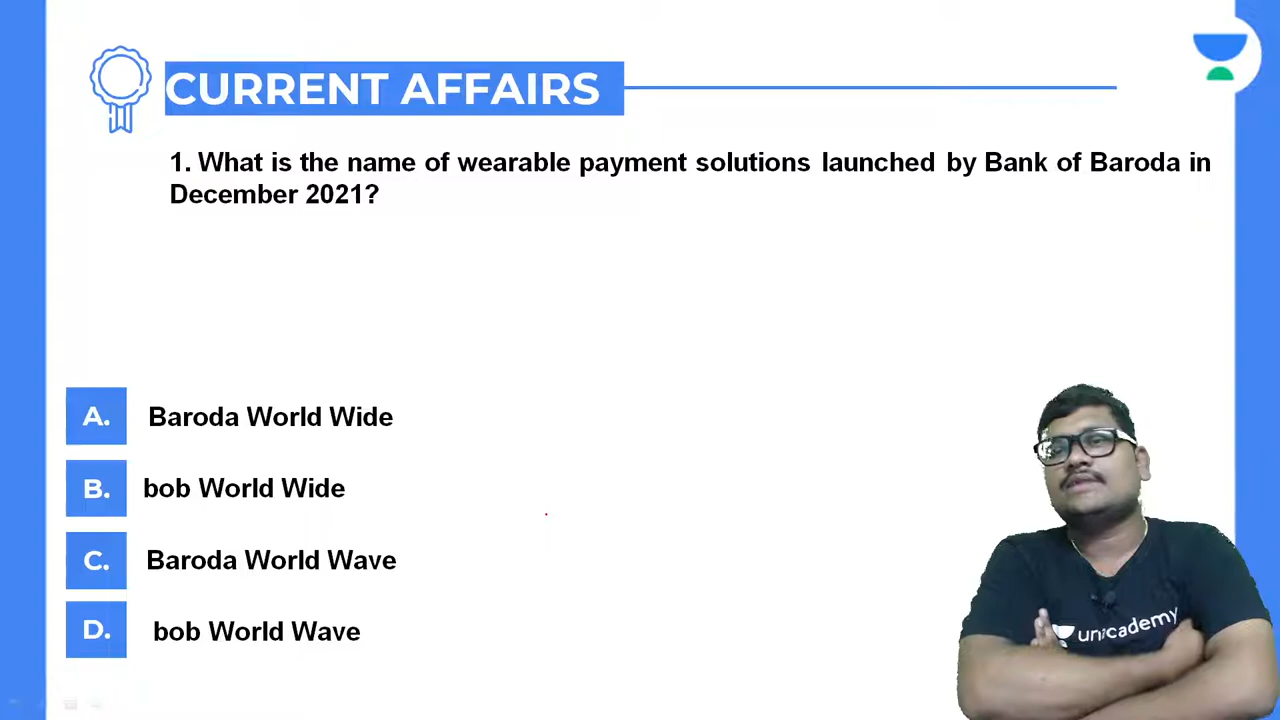 CURRENT AFFAIRS
1. What is the name of wearable payment solutions launched by Bank of Baroda in
December 2021?
A. Baroda World Wide
B. bob World Wide
C. Baroda World Wave
D. bob World Wave
unacademy